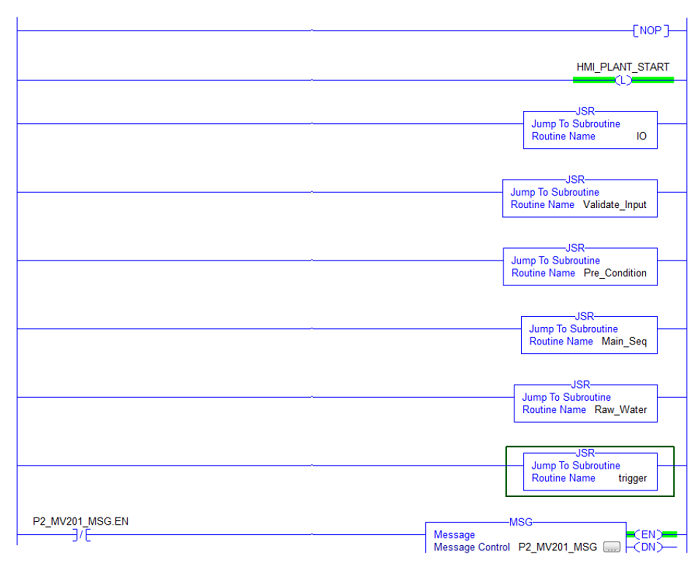 NOP
HMI_PLANT_START
L
JSR
Jump To Subroutine
Routine Name IO
JSR
Jump To Subroutine
Routine Name Validate_Input
JSR
Jump To Subroutine
Routine Name Pre_Condition
JSR
Jump To Subroutine
Routine Name Main_Seq
JSR
Jump To Subroutine
Routine Name Raw_Water
JSR
Jump To Subroutine
Routine Name trigger
P2_MV201_MSG.EN
MSG
Message EN
Message Control P2_MV201_MSG ... DN